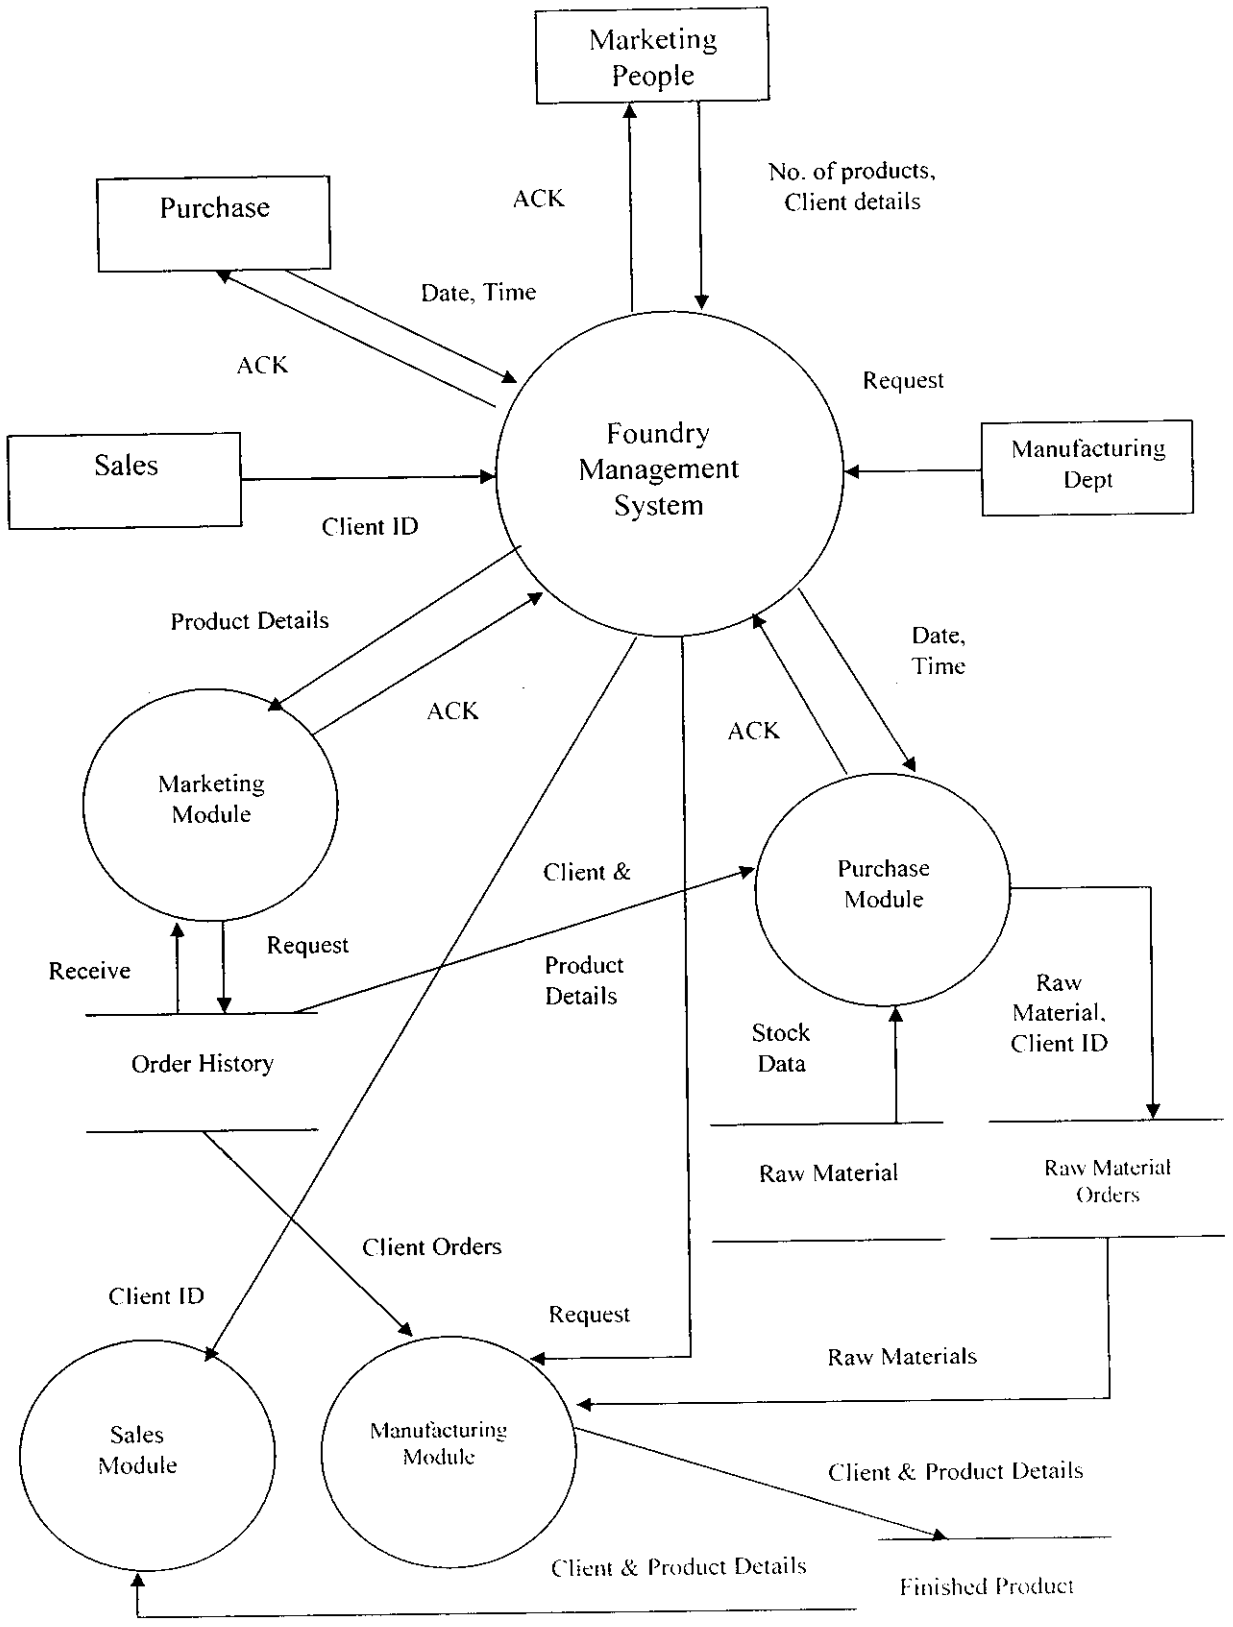 Marketing
People
No. of products,
Client details
ACK
Purchase
Date, Time
ACK
Request
Foundry
Management
System
Manufacturing
Dept
Sales
Client ID
Product Details
Date,
Time
ACK
ACK
Marketing
Module
Client &
Purchase
Module
Request
Receive
Product
Details
Raw
Material,
Client ID
Stock
Data
Order History
Raw Material
Raw Material
Orders
Client Orders
Client ID
Request
Raw Materials
Sales
Module
Manufacturing
Module
Client & Product Details
Client & Product Details
Finished Product